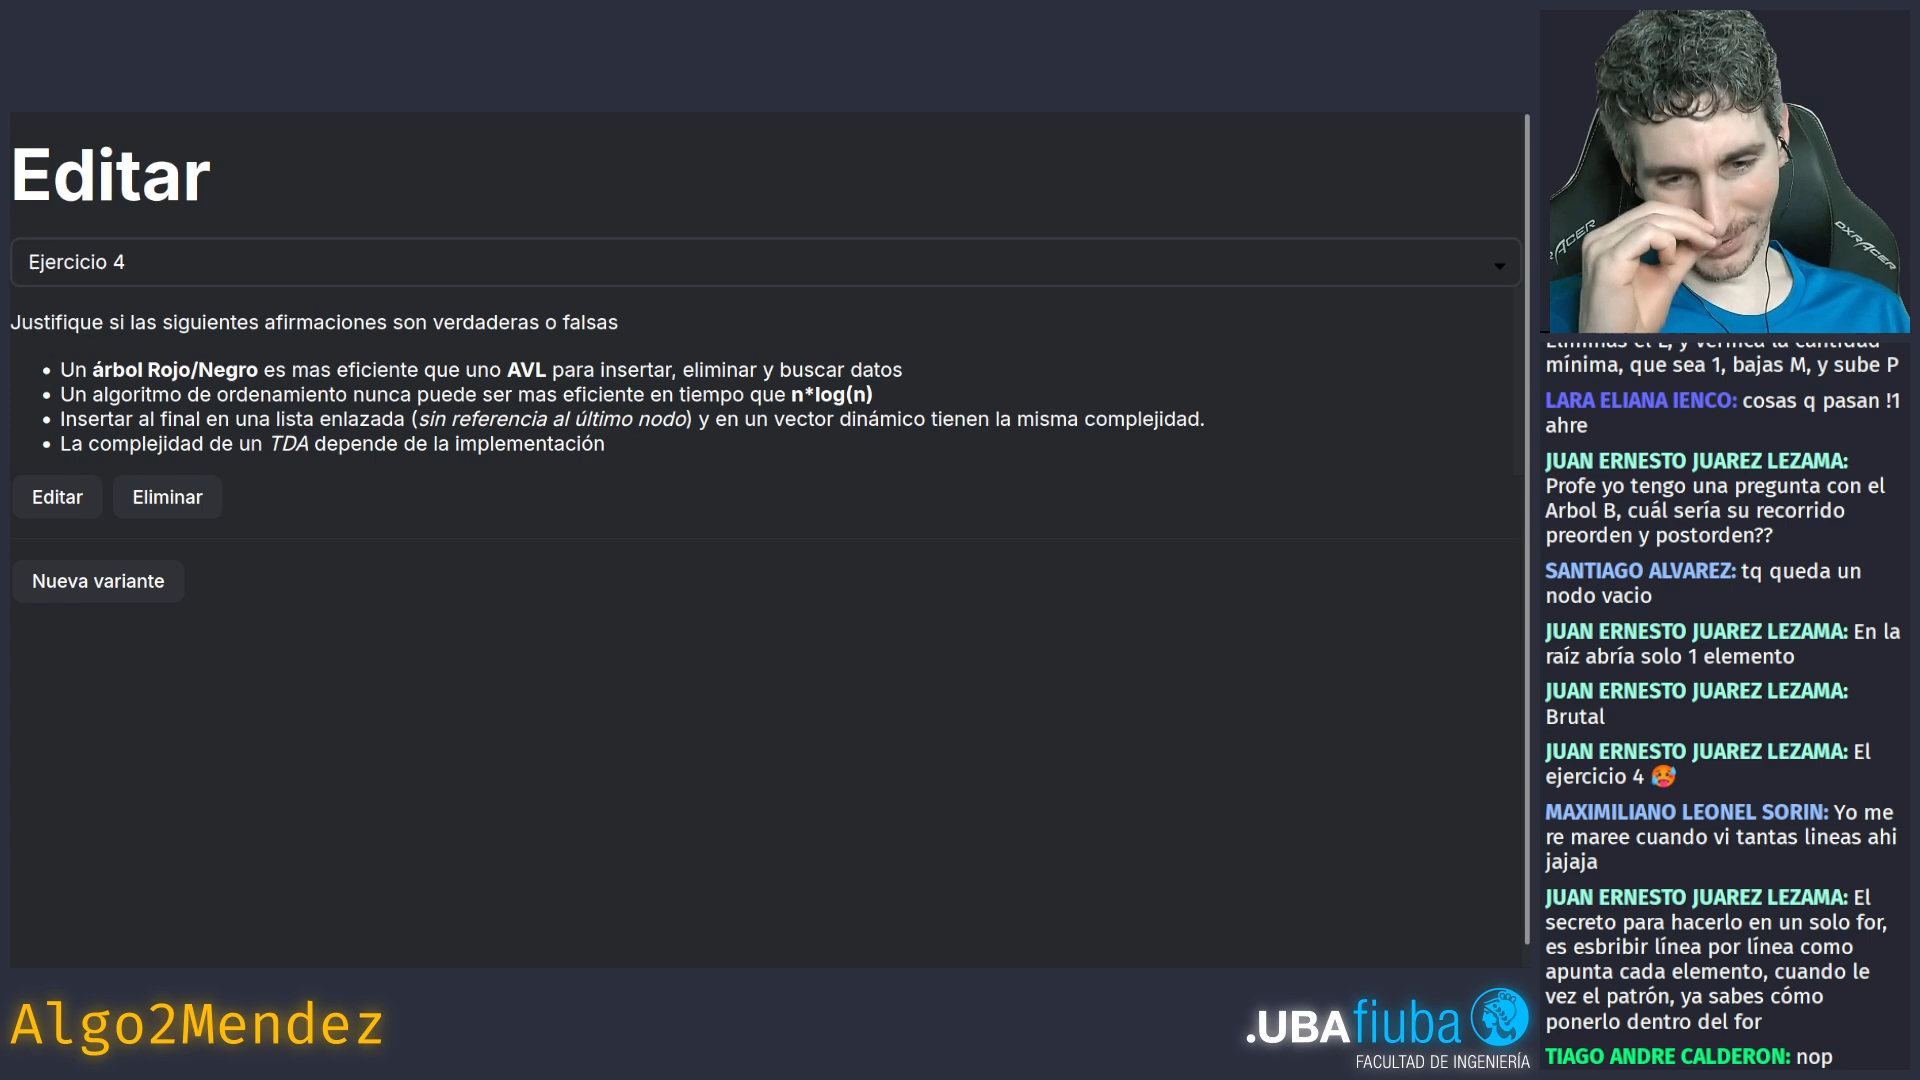 Editar
Ejercicio 4
Justifique si las siguientes afirmaciones son verdaderas o falsas
• Un árbol Rojo/Negro es mas eficiente que uno AVL para insertar, eliminar y buscar datos
• Un algoritmo de ordenamiento nunca puede ser mas eficiente en tiempo que n*log(n)
• Insertar al final en una lista enlazada (sin referencia al último nodo) y en un vector dinámico tienen la misma complejidad.
• La complejidad de un TDA depende de la implementación
Editar Eliminar
Nueva variante
Algo2Mendez
.UBAfiuba
FACULTAD DE INGENIERÍA
DXRACER
mínima, que sea 1, bajas M, y sube P
LARA ELIANA IENCO: cosas q pasan !1
ahre
JUAN ERNESTO JUAREZ LEZAMA:
Profe yo tengo una pregunta con el
Arbol B, cuál sería su recorrido
preorden y postorden??
SANTIAGO ALVAREZ: tq queda un
nodo vacio
JUAN ERNESTO JUAREZ LEZAMA: En la
raíz abría solo 1 elemento
JUAN ERNESTO JUAREZ LEZAMA:
Brutal
JUAN ERNESTO JUAREZ LEZAMA: El
ejercicio 4 🥵
MAXIMILIANO LEONEL SORIN: Yo me
re maree cuando vi tantas lineas ahi
jajaja
JUAN ERNESTO JUAREZ LEZAMA: El
secreto para hacerlo en un solo for,
es esbribir línea por línea como
apunta cada elemento, cuando le
vez el patrón, ya sabes cómo
ponerlo dentro del for
TIAGO ANDRE CALDERON: nop